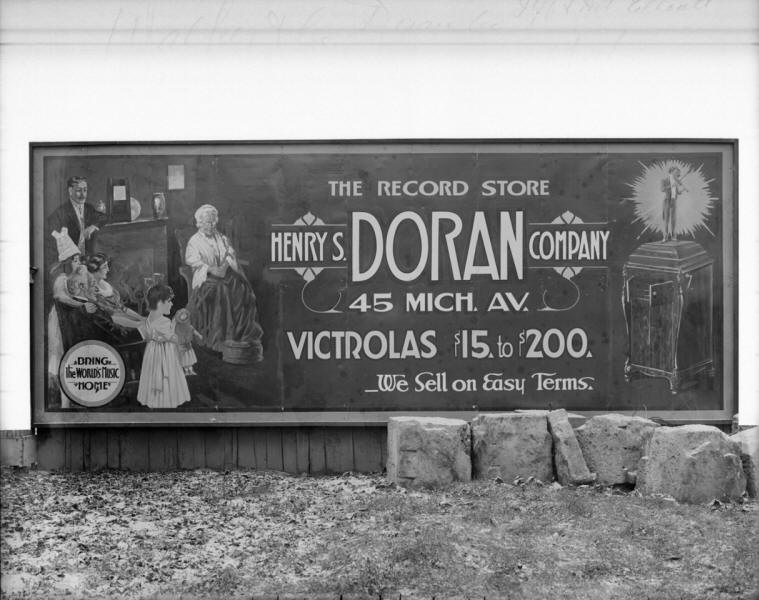 THE RECORD STORE
HENRY S. DORAN COMPANY
45 MICH. AV.
VICTROLAS $15. to $200.
We Sell on Easy Terms.
BRING
the WORLD'S MUSIC
HOME